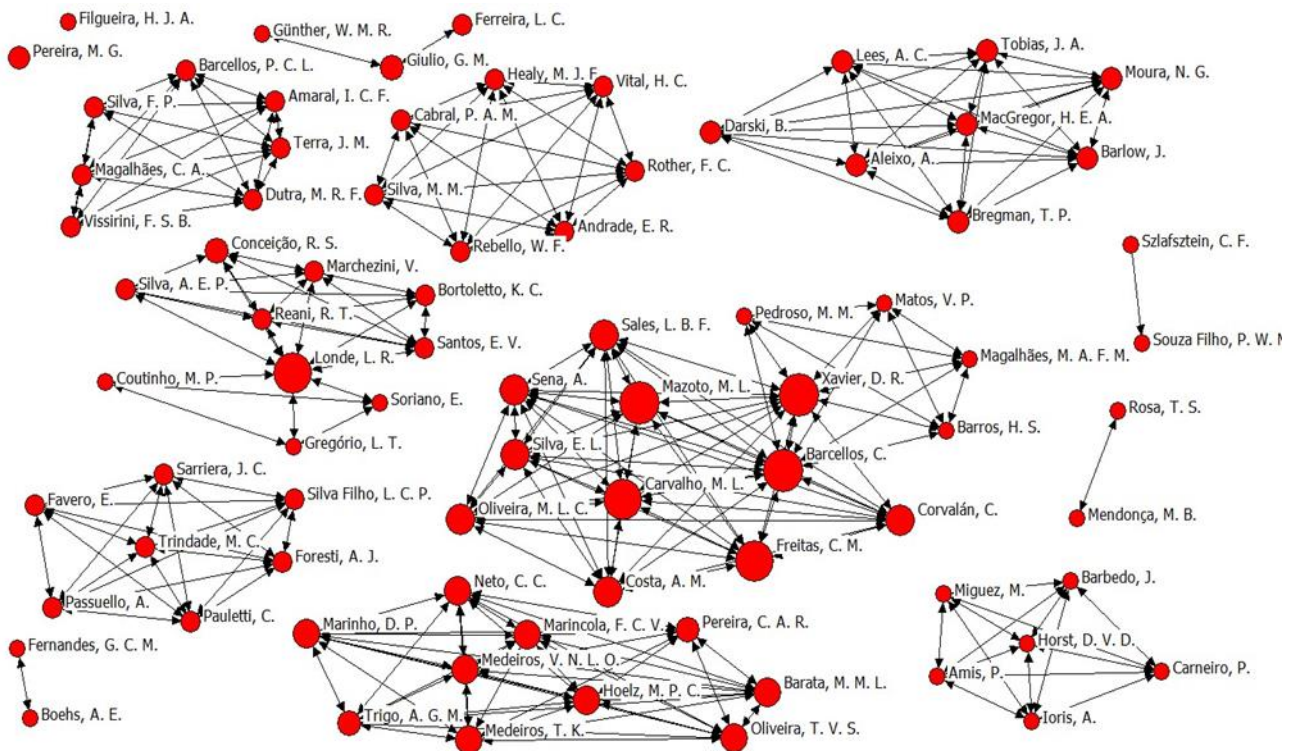 Filgueira, H. J. A.
Pereira, M. G.
Günther, W. M. R.
Ferreira, L. C.
Giulio, G. M.
Barcellos, P. C. L.
Silva, F. P.
Amaral, I. C. F.
Terra, J. M.
Magalhães, C. A.
Dutra, M. R. F.
Vissirini, F. S. B.
Healy, M. J. F.
Vital, H. C.
Cabral, P. A. M.
Rother, F. C.
Silva, M. M.
Andrade, E. R.
Rebello, W. F.
Lees, A. C.
Tobias, J. A.
Moura, N. G.
Darski, B.
MacGregor, H. E. A.
Aleixo, A.
Barlow, J.
Bregman, T. P.
Conceição, R. S.
Marchezini, V.
Silva, A. E. P.
Bortoletto, K. C.
Reani, R. T.
Santos, E. V.
Londe, L. R.
Coutinho, M. P.
Soriano, E.
Gregório, L. T.
Szlafsztein, C. F.
Souza Filho, P. W. M
Sales, L. B. F.
Pedroso, M. M.
Matos, V. P.
Magalhães, M. A. F. M.
Sena, A.
Mazoto, M. L.
Xavier, D. R.
Barros, H. S.
Silva, E. L.
Barcellos, C.
Carvalho, M. L.
Oliveira, M. L. C.
Corvalán, C.
Freitas, C. M.
Costa, A. M.
Rosa, T. S.
Mendonça, M. B.
Sarriera, J. C.
Favero, E.
Silva Filho, L. C. P.
Trindade, M. C.
Foresti, A. J.
Passuello, A.
Pauletti, C.
Fernandes, G. C. M.
Boehs, A. E.
Neto, C. C.
Marinho, D. P.
Marincola, F. C. V.
Pereira, C. A. R.
Medeiros, V. N. L. O.
Hoelz, M. P. C.
Barata, M. M. L.
Trigo, A. G. M.
Medeiros, T. K.
Oliveira, T. V. S.
Miguez, M.
Barbedo, J.
Horst, D. V. D.
Amis, P.
Carneiro, P.
Ioris, A.